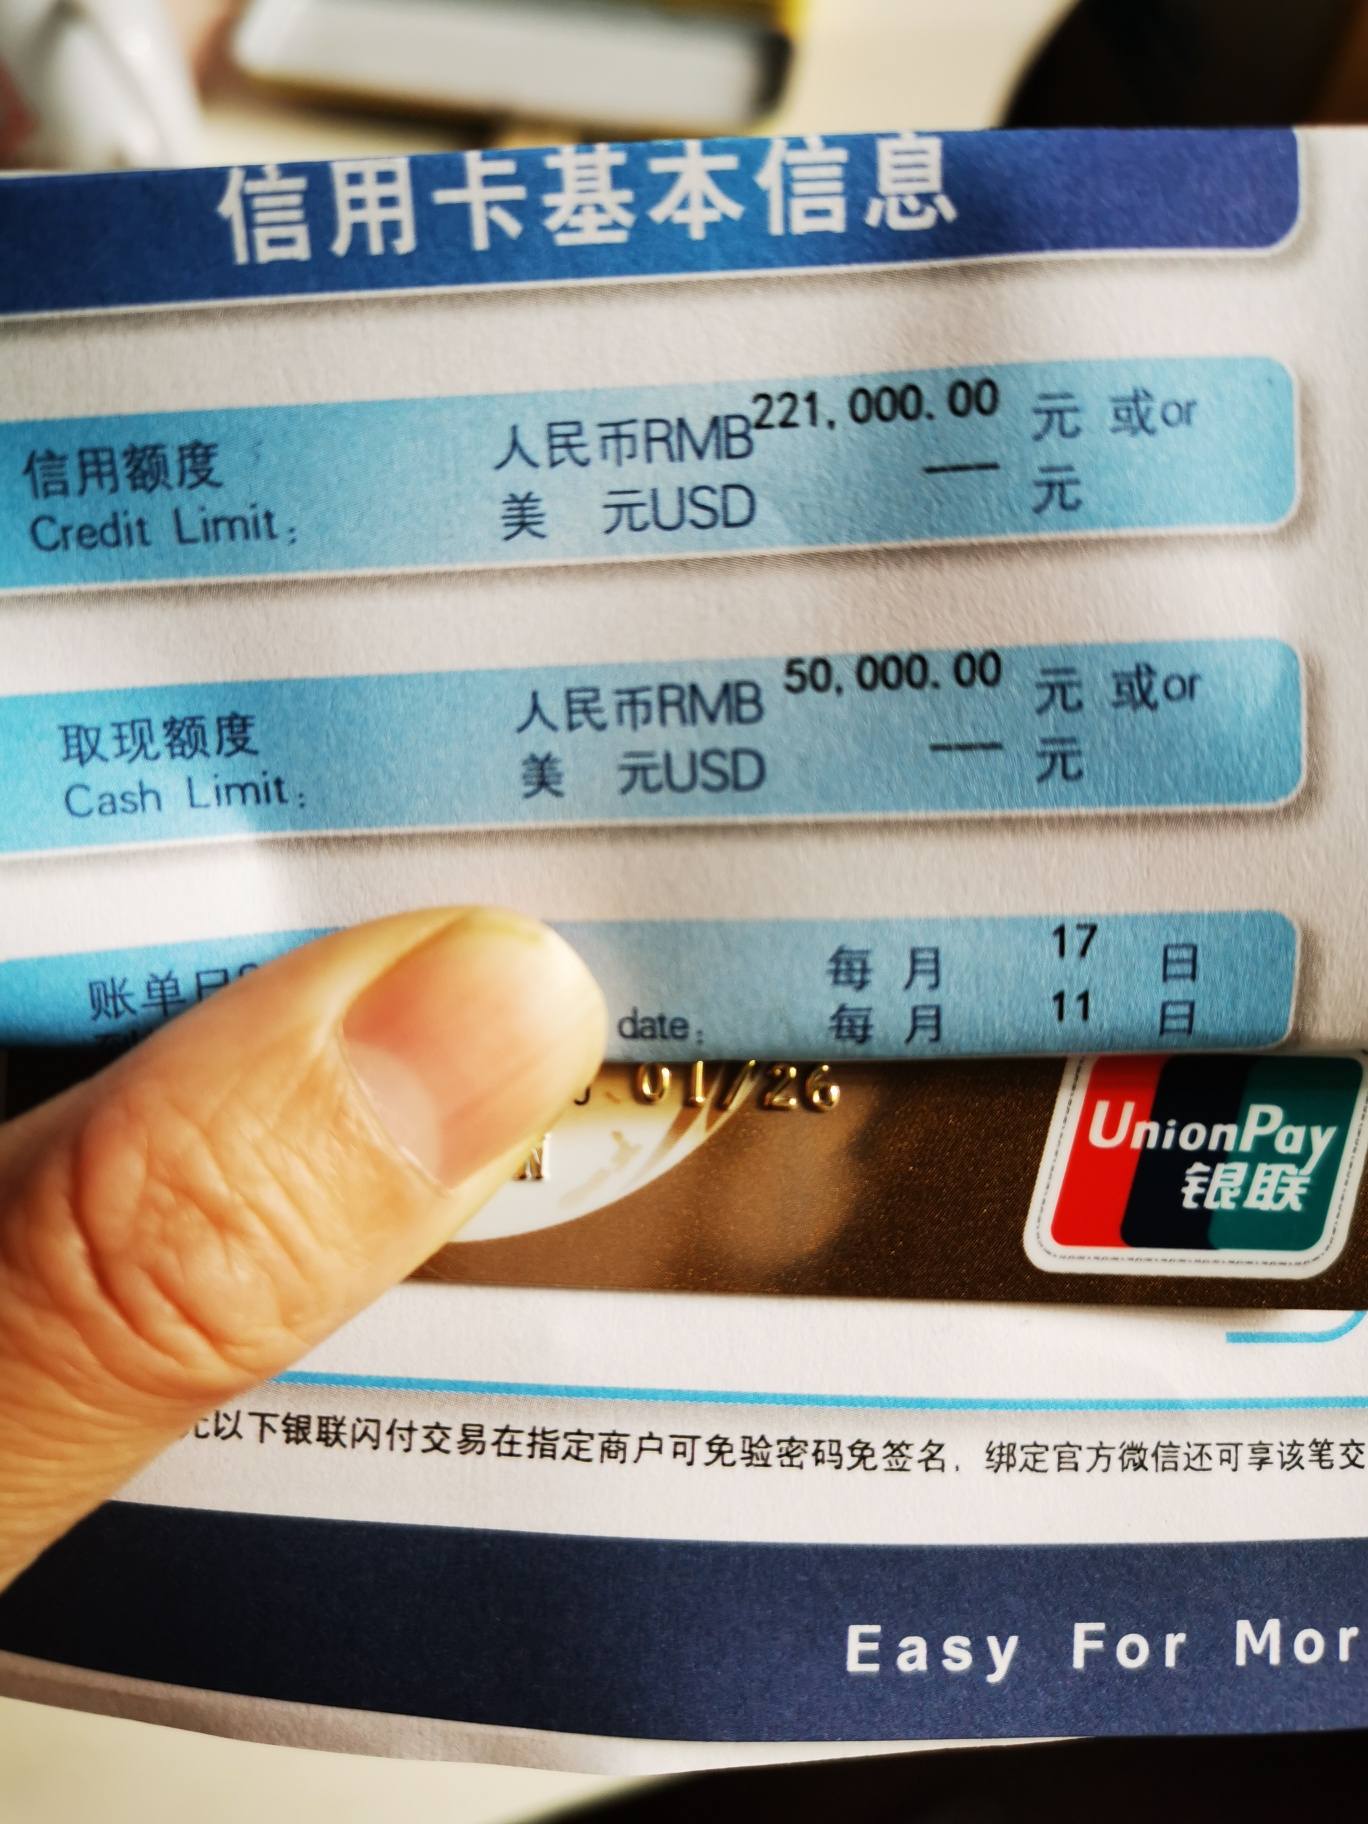 信用卡基本信息
信用额度 人民币RMB 221,000.00 元 或or
Credit Limit: 美 元USD --- 元
取现额度 人民币RMB 50,000.00 元 或or
Cash Limit: 美 元USD --- 元
账单日 每 月 17 日
date: 每 月 11 日
01/26
N
UnionPay
银联
以下银联闪付交易在指定商户可免验密码免签名,绑定官方微信还可享该笔交
Easy For Mor